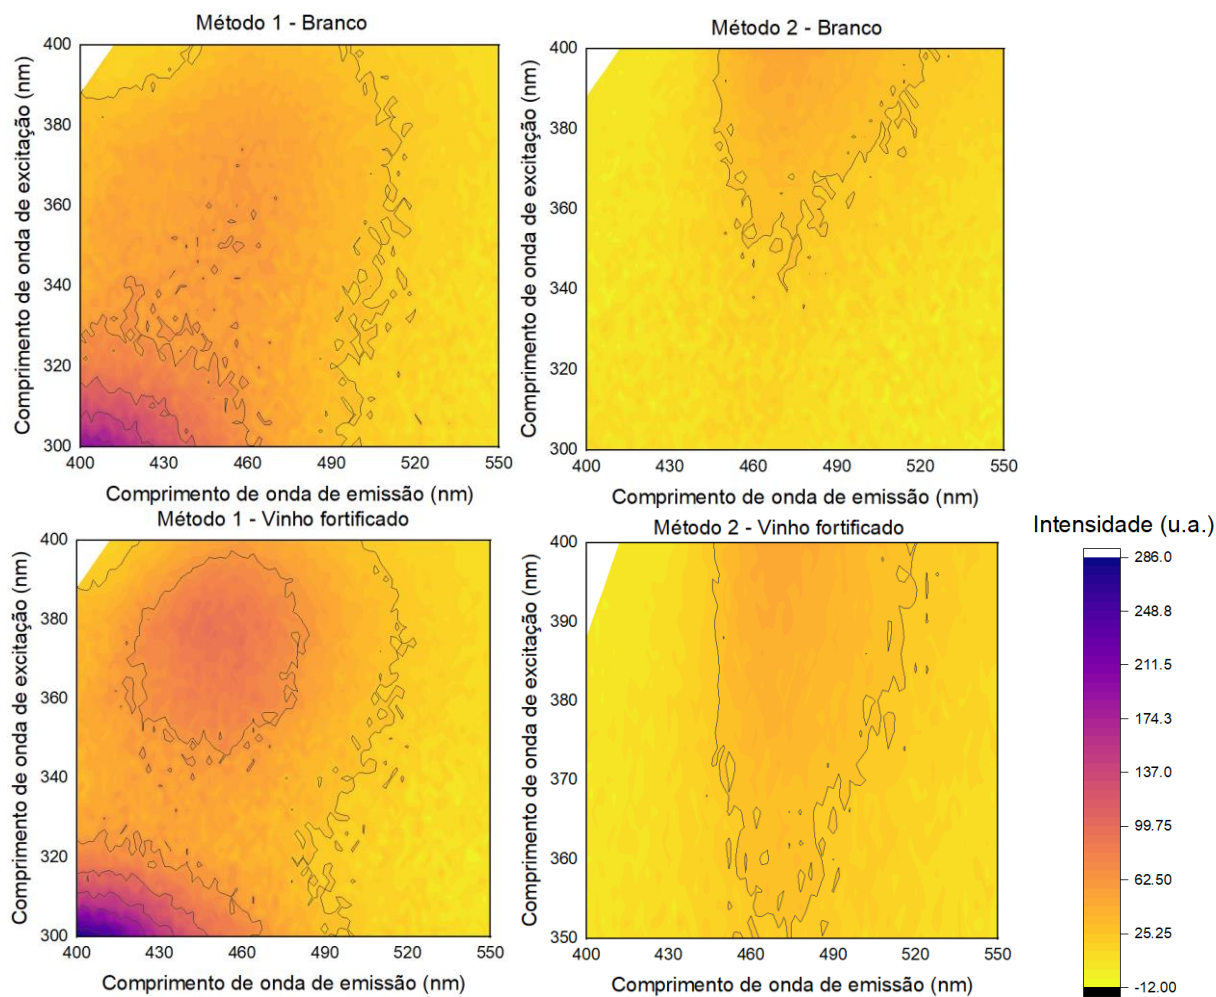 Método 1 - Branco
Comprimento de onda de excitação (nm)
400
380
360
340
320
300
400 430 460 490 520 550
Comprimento de onda de emissão (nm)
Método 2 - Branco
Comprimento de onda de excitação (nm)
400
380
360
340
320
300
400 430 460 490 520 550
Comprimento de onda de emissão (nm)
Método 1 - Vinho fortificado
Comprimento de onda de excitação (nm)
400
380
360
340
320
300
400 430 460 490 520 550
Comprimento de onda de emissão (nm)
Método 2 - Vinho fortificado
Comprimento de onda de excitação (nm)
400
390
380
370
360
350
400 430 460 490 520 550
Comprimento de onda de emissão (nm)
Intensidade (u.a.)
286.0
248.8
211.5
174.3
137.0
99.75
62.50
25.25
-12.00